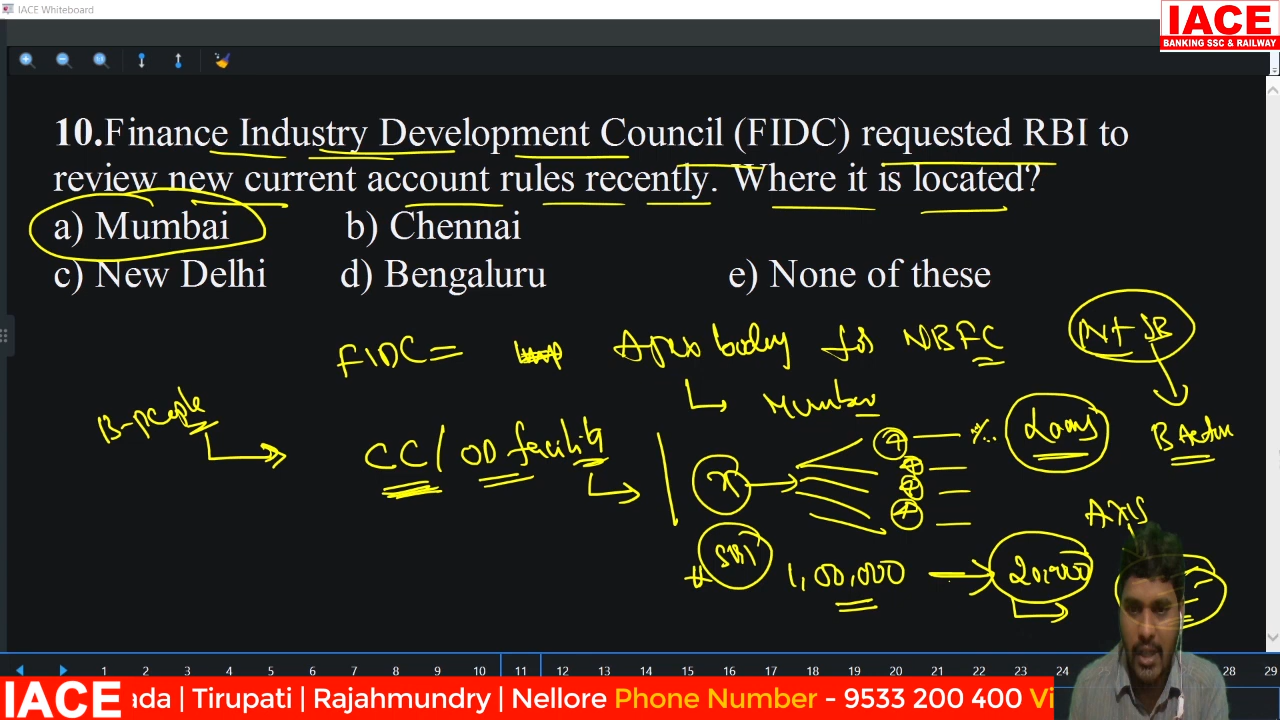 IACE Whiteboard
IACE
BANKING SSC & RAILWAY
10.Finance Industry Development Council (FIDC) requested RBI to
review new current account rules recently. Where it is located?
a) Mumbai b) Chennai
c) New Delhi d) Bengaluru e) None of these
FIDC = Apex body for NBFC
Mumbai
B-people
CC/ OD facility
X
%
Loans
AXIS
SBI 1,00,000 20,000
1 2 3 4 5 6 7 8 9 10 11 12 13 14 15 16 17 18 19 20 21 22 23 24 28 29
IACE ada | Tirupati | Rajahmundry | Nellore Phone Number - 9533 200 400 Vi